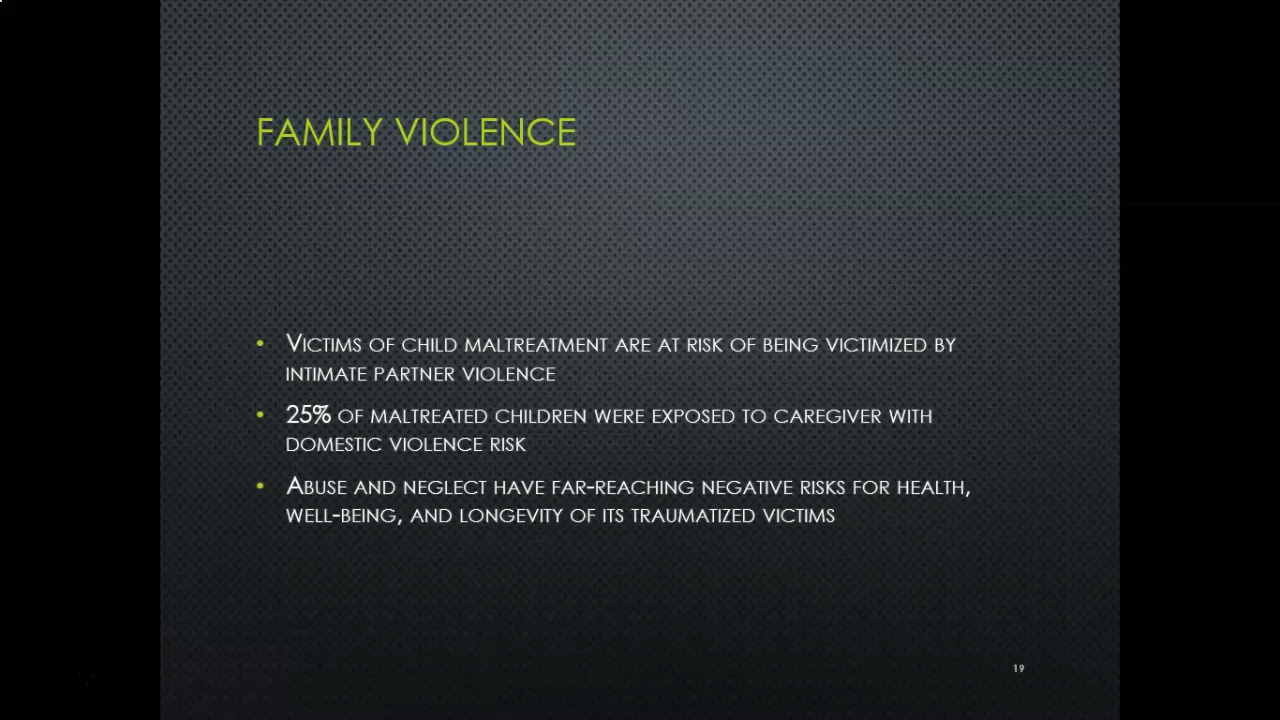 FAMILY VIOLENCE
• Victims of child maltreatment are at risk of being victimized by
intimate partner violence
• 25% of maltreated children were exposed to caregiver with
domestic violence risk
• Abuse and neglect have far-reaching negative risks for health,
well-being, and longevity of its traumatized victims
19